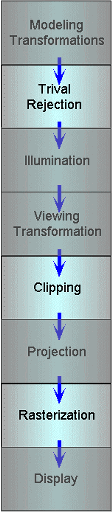 Modeling
Transformations
Trival
Rejection
Illumination
Viewing
Transformation
Clipping
Projection
Rasterization
Display